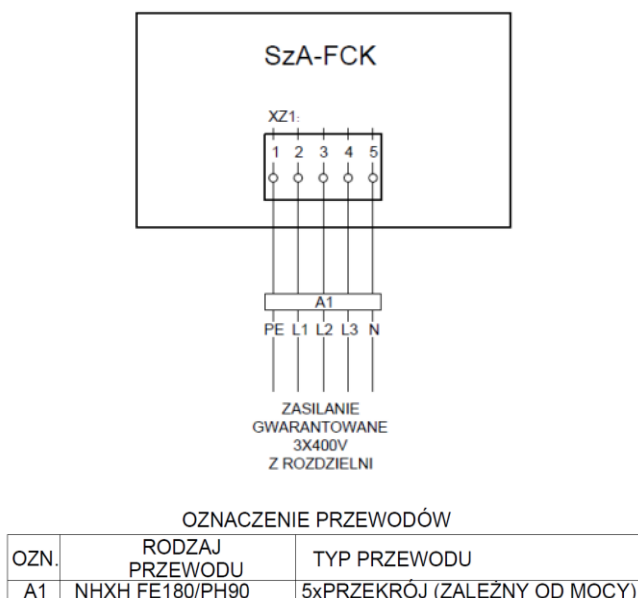 SzA-FCK
XZ1:
1 2 3 4 5
A1
PE L1 L2 L3 N
ZASILANIE
GWARANTOWANE
3X400V
Z ROZDZIELNI
OZNACZENIE PRZEWODÓW
OZN. RODZAJ PRZEWODU TYP PRZEWODU
A1 NHXH FE180/PH90 5xPRZEKRÓJ (ZALEŻNY OD MOCY)